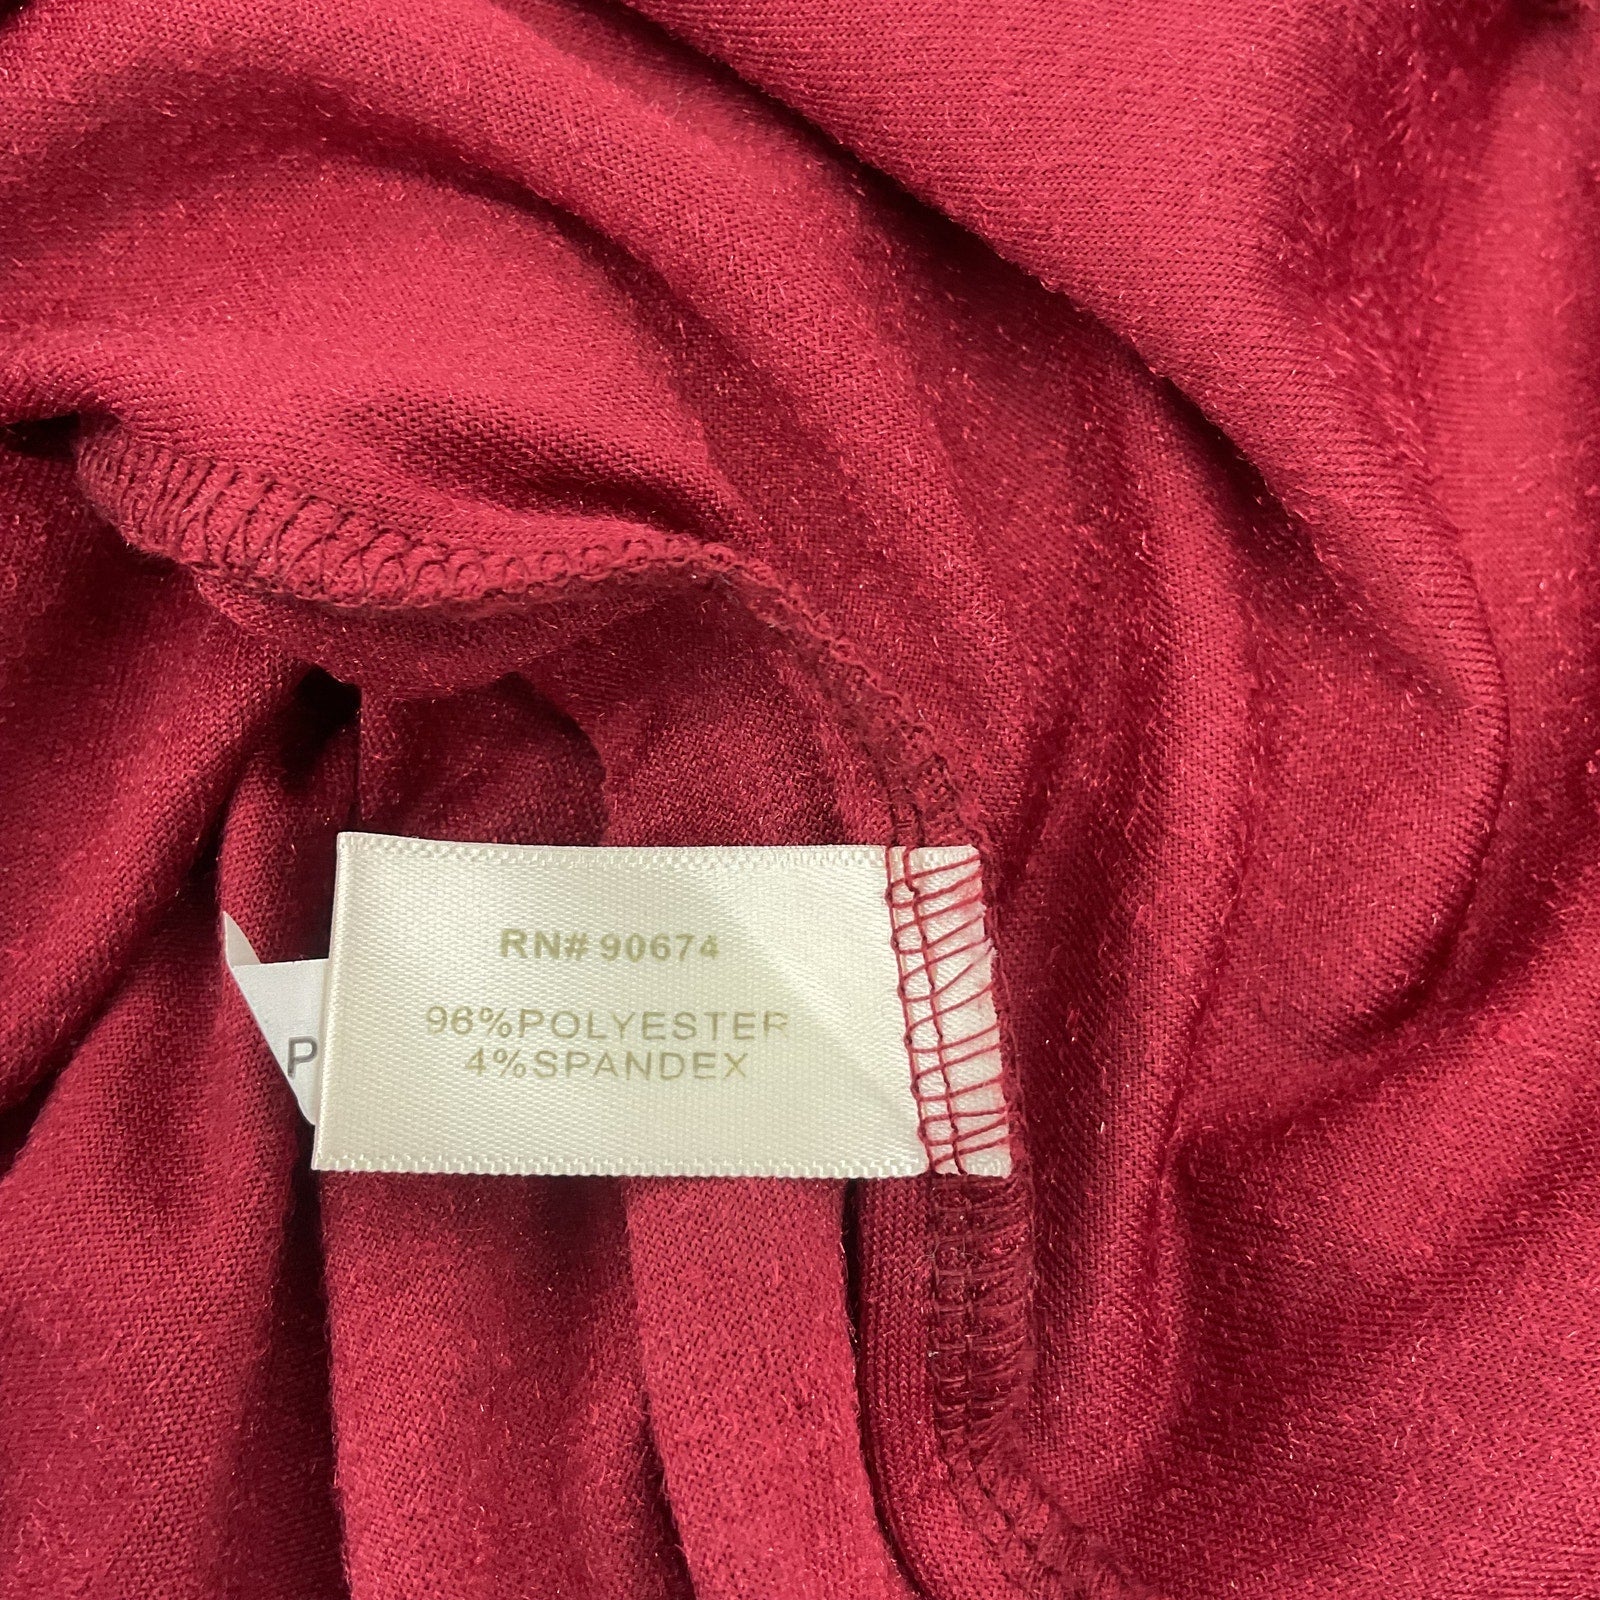 RN# 90674
96%POLYESTER
4%SPANDEX
P